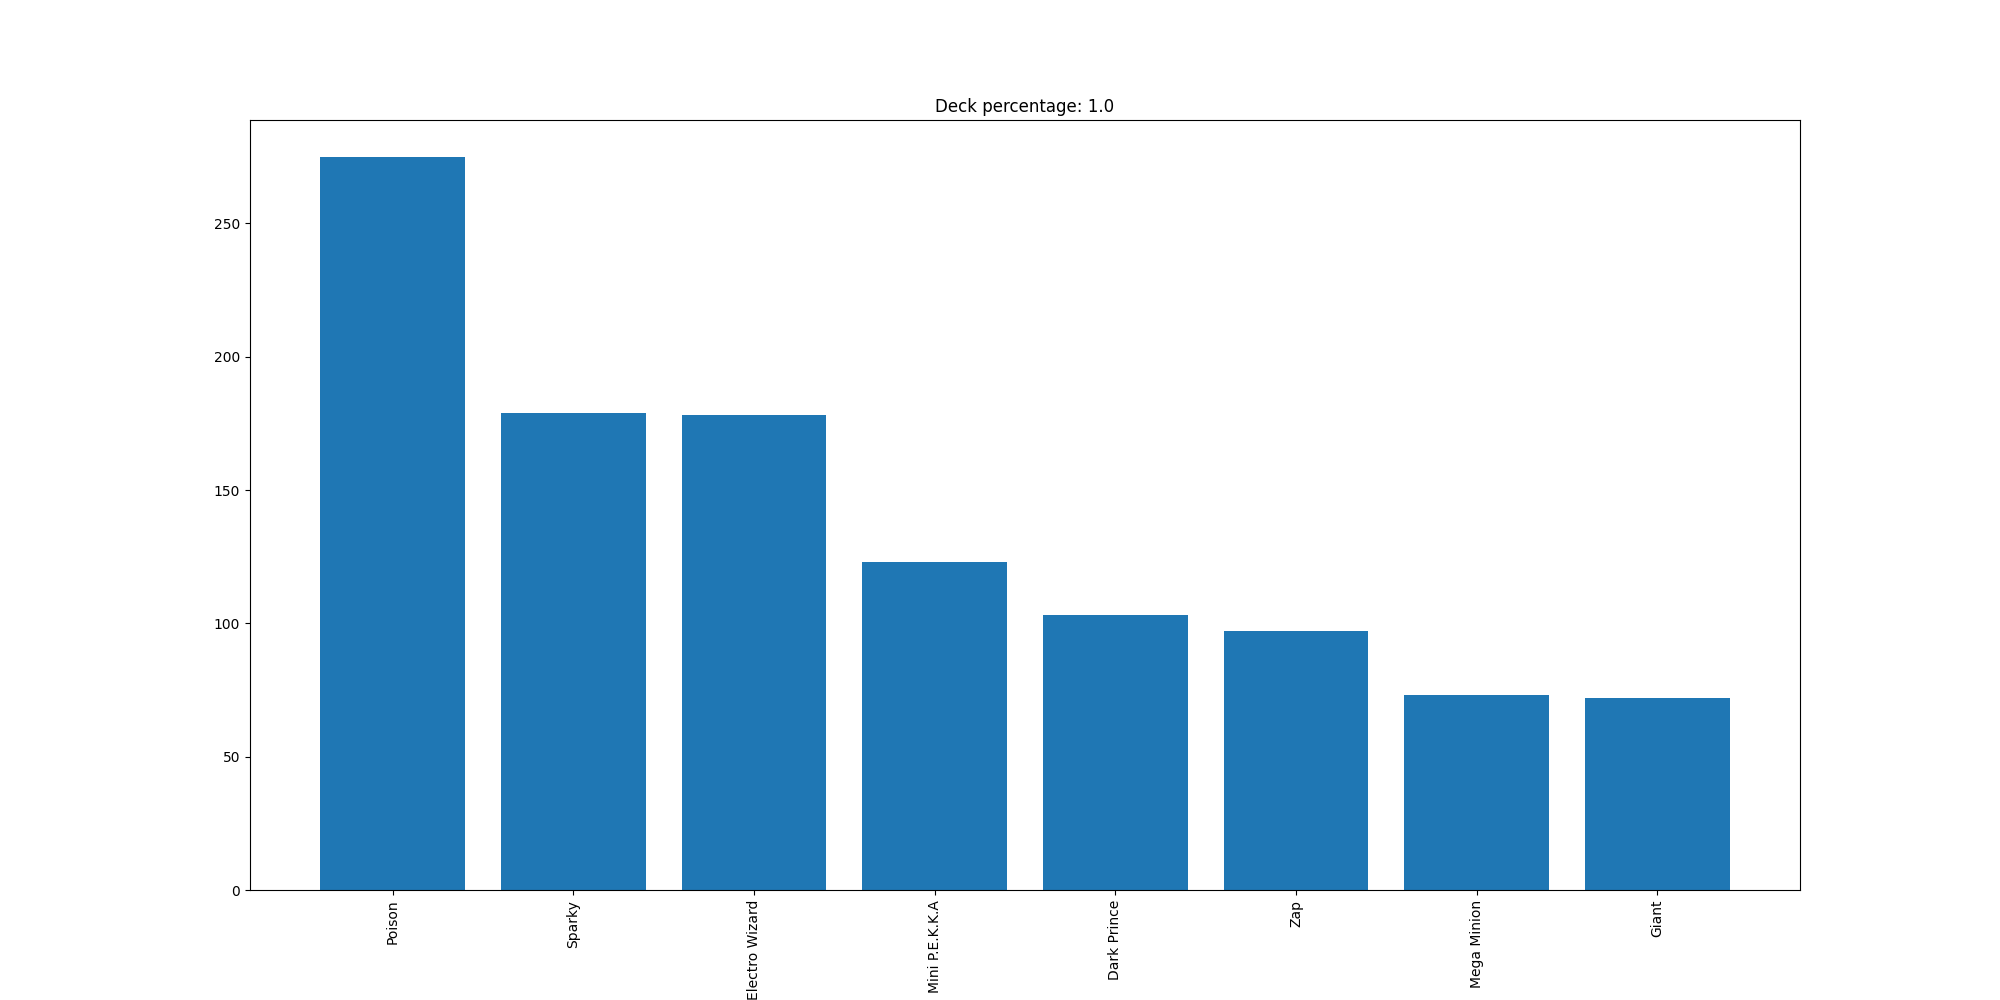 Deck percentage: 1.0
250
200
150
100
50
0
Poison
Sparky
Electro Wizard
Mini P.E.K.K.A
Dark Prince
Zap
Mega Minion
Giant